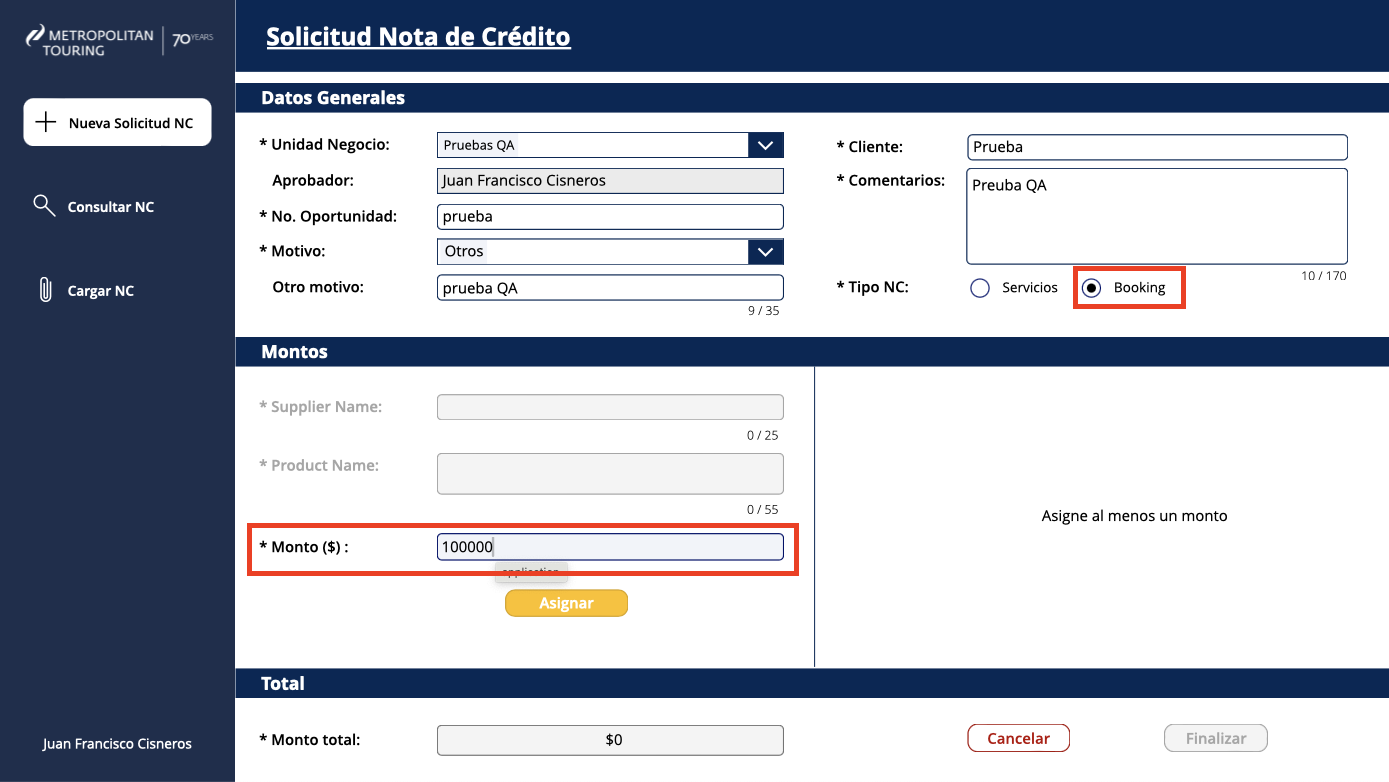 METROPOLITAN
TOURING
70 YEARS
Nueva Solicitud NC
Consultar NC
Cargar NC
Juan Francisco Cisneros
Solicitud Nota de Crédito
Datos Generales
* Unidad Negocio: Pruebas QA
Aprobador: Juan Francisco Cisneros
* No. Oportunidad: prueba
* Motivo: Otros
Otro motivo: prueba QA
9 / 35
* Cliente: Prueba
* Comentarios: Preuba QA
10 / 170
* Tipo NC: Servicios Booking
Montos
* Supplier Name:
0 / 25
* Product Name:
0 / 55
* Monto ($) : 100000
application
Asignar
Asigne al menos un monto
Total
* Monto total: $0
Cancelar Finalizar